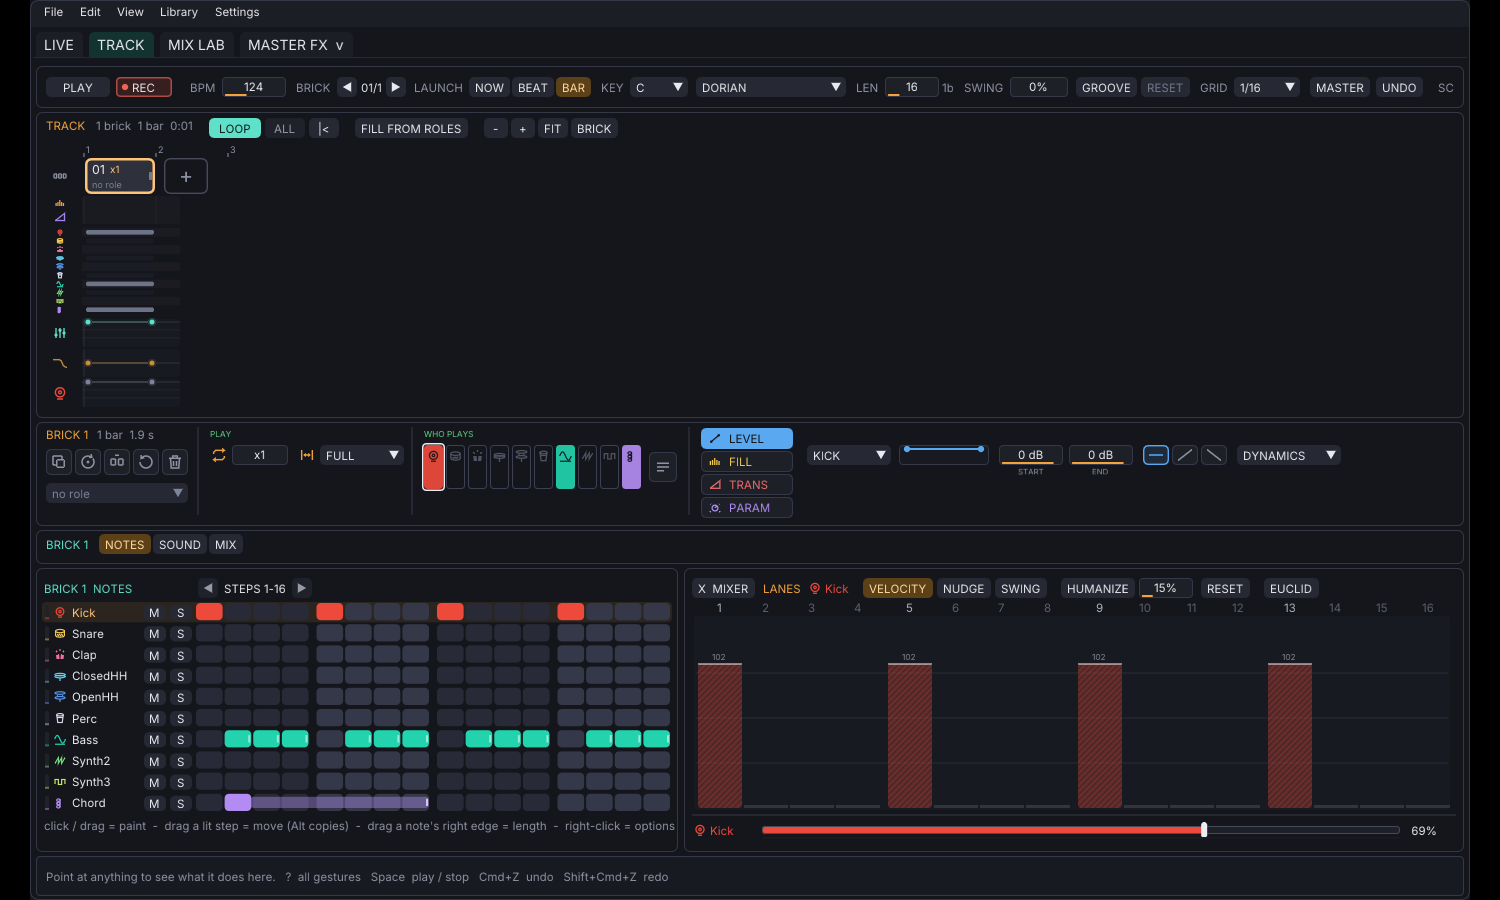 File Edit View Library Settings
LIVE TRACK MIX LAB MASTER FX v
PLAY REC BPM 124 BRICK 01/1 LAUNCH NOW BEAT BAR KEY C DORIAN LEN 16 1b SWING 0% GROOVE RESET GRID 1/16 MASTER UNDO SC
TRACK 1 brick 1 bar 0:01 LOOP ALL |< FILL FROM ROLES - + FIT BRICK
1 2 3
01 x1
no role
+
BRICK 1 1 bar 1.9 s
PLAY
x1 FULL
no role
WHO PLAYS
LEVEL
FILL
TRANS
PARAM
KICK 0 dB 0 dB DYNAMICS
START END
BRICK 1 NOTES SOUND MIX
BRICK 1 NOTES STEPS 1-16
Kick M S
Snare M S
Clap M S
ClosedHH M S
OpenHH M S
Perc M S
Bass M S
Synth2 M S
Synth3 M S
Chord M S
click / drag = paint - drag a lit step = move (Alt copies) - drag a note's right edge = length - right-click = options
X MIXER LANES Kick VELOCITY NUDGE SWING HUMANIZE 15% RESET EUCLID
1 2 3 4 5 6 7 8 9 10 11 12 13 14 15 16
102 102 102 102
Kick 69%
Point at anything to see what it does here. ? all gestures Space play / stop Cmd+Z undo Shift+Cmd+Z redo